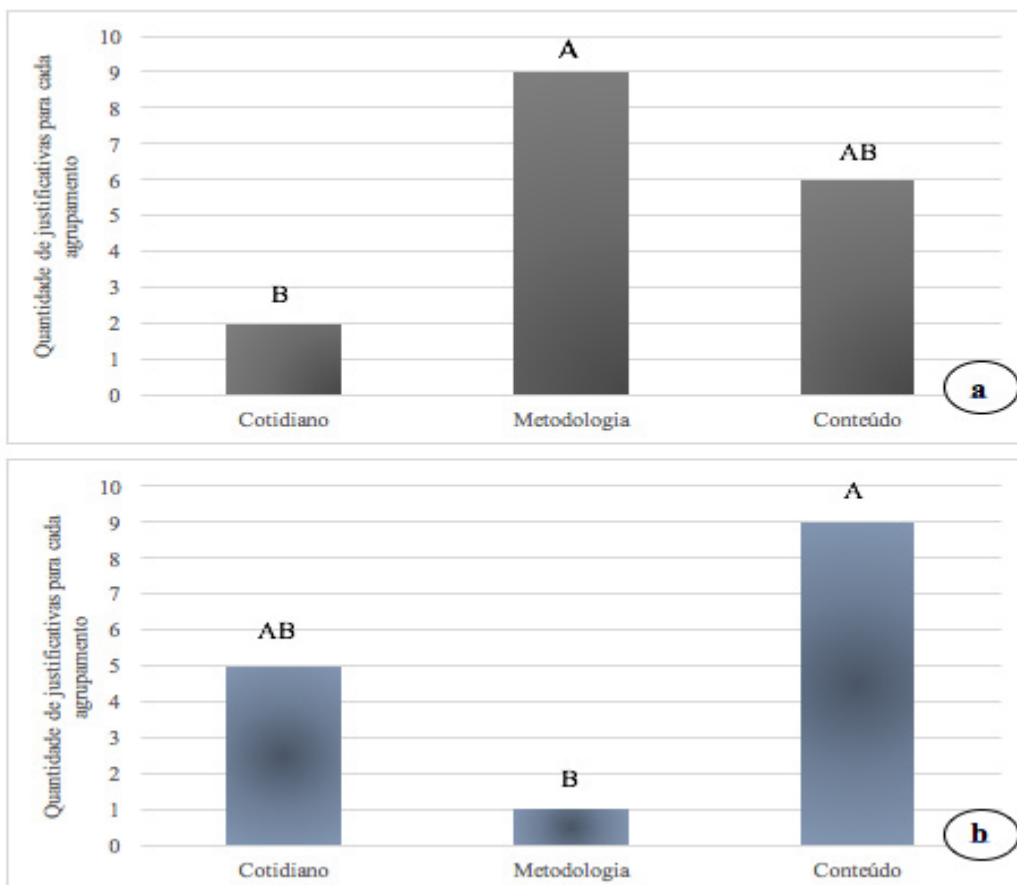 Quantidade de justificativas para cada
agrupamento
10
9
8
7
6
5
4
3
2
1
0
B
A
AB
Cotidiano
Metodologia
Conteúdo
a
Quantidade de justificativas para cada
agrupamento
10
9
8
7
6
5
4
3
2
1
0
AB
B
A
Cotidiano
Metodologia
Conteúdo
b